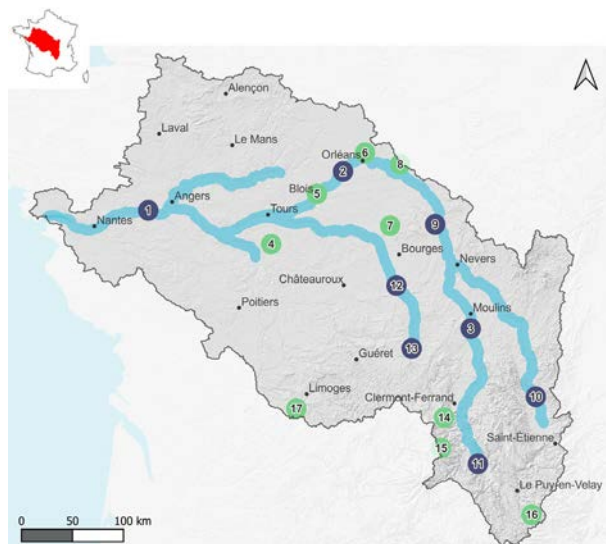 Alençon
Laval
Le Mans
Orléans
6
8
2
Blois
5
Angers
1
Tours
Nantes
9
7
4
Bourges
Nevers
Châteauroux
12
Poitiers
Moulins
3
13
Guéret
Limoges
Clermont-Ferrand
10
17
14
Saint-Étienne
15
11
Le Puy-en-Velay
16
0 50 100 km